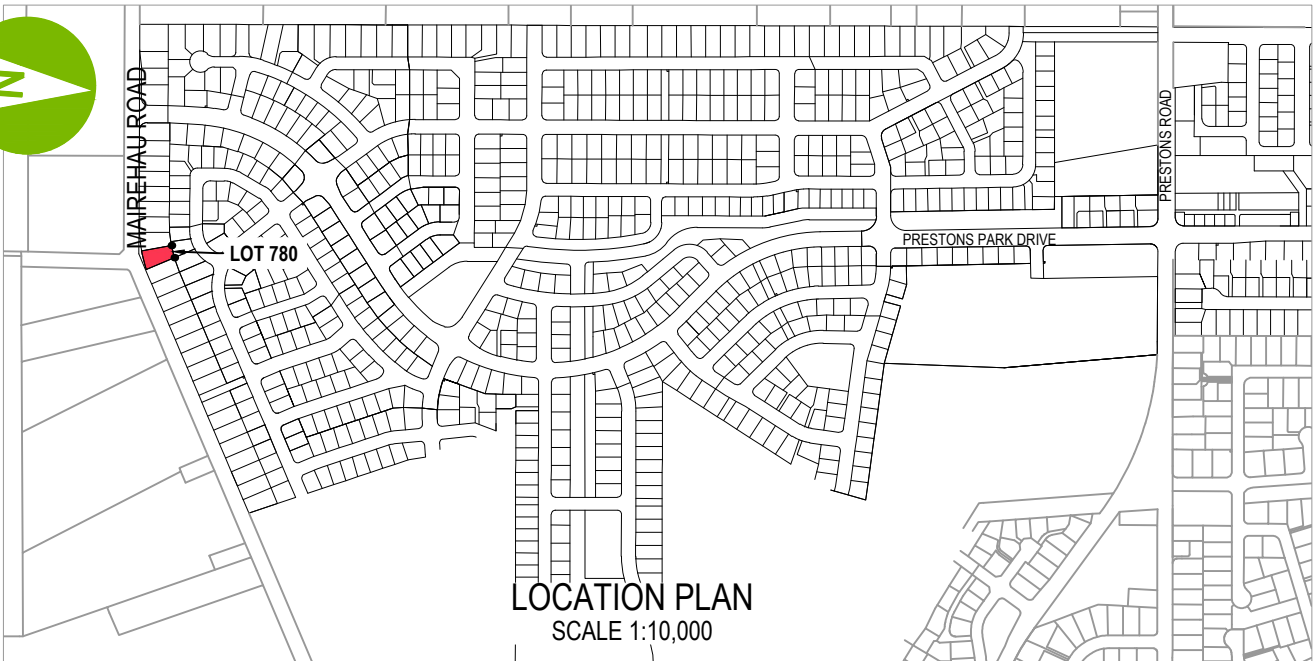 N
MAIREHAU ROAD
LOT 780
PRESTONS ROAD
PRESTONS PARK DRIVE
LOCATION PLAN
SCALE 1:10,000